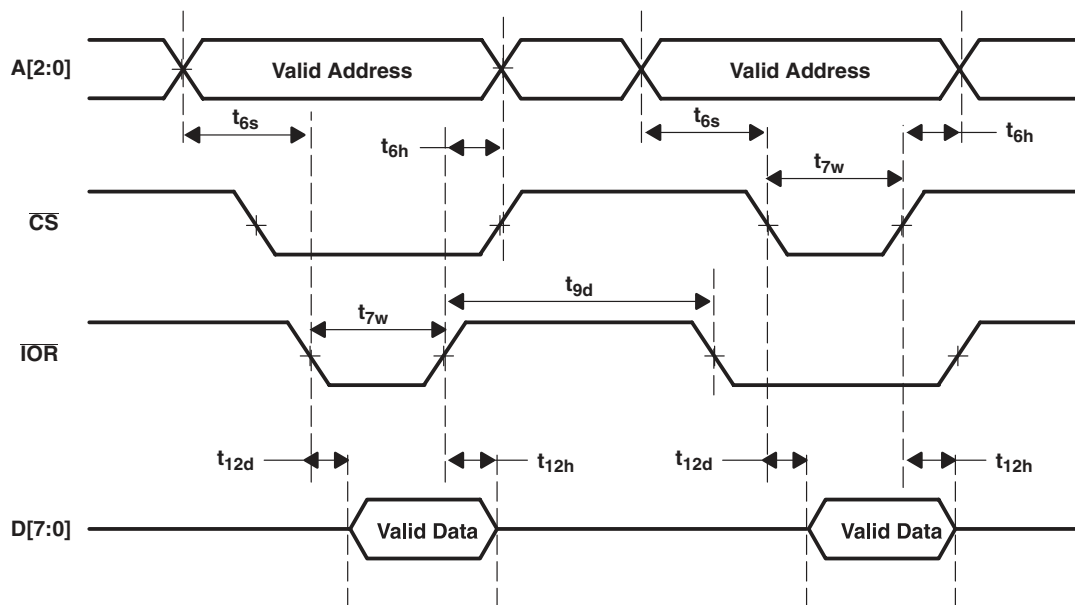 A[2:0] Valid Address Valid Address
t6s t6h t6s t6h
t7w
CS
t9d
t7w
IOR
t12d t12h t12d t12h
D[7:0] Valid Data Valid Data